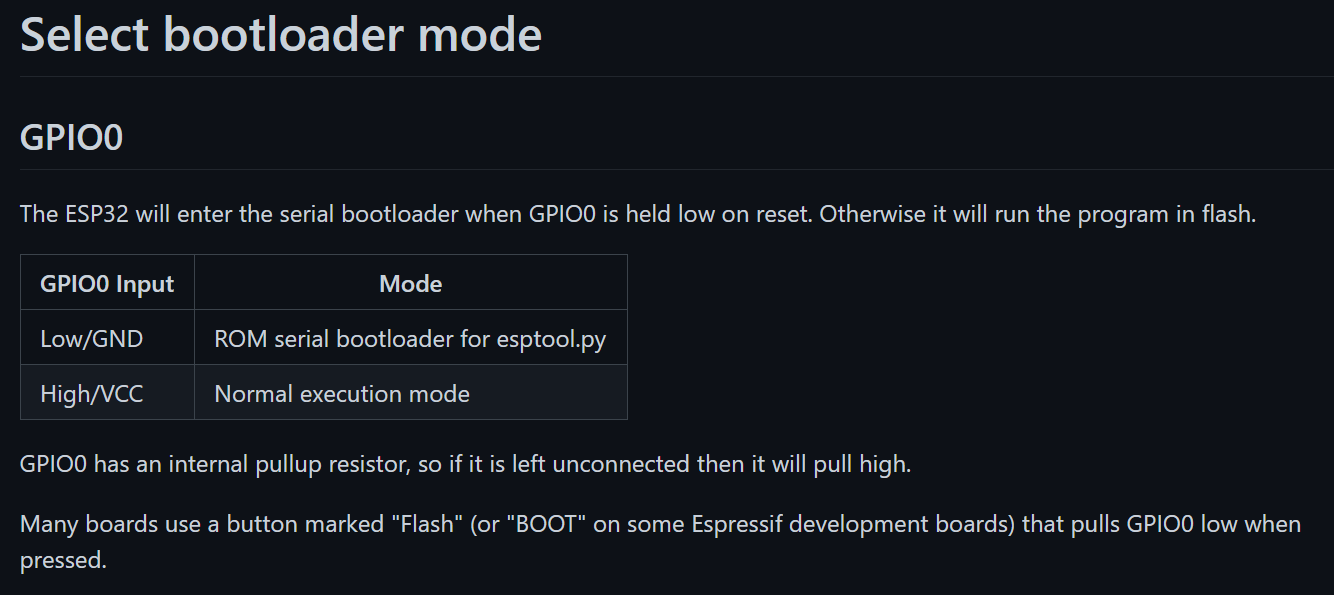 Select bootloader mode
GPIO0
The ESP32 will enter the serial bootloader when GPIO0 is held low on reset. Otherwise it will run the program in flash.
GPIO0 Input Mode
Low/GND ROM serial bootloader for esptool.py
High/VCC Normal execution mode
GPIO0 has an internal pullup resistor, so if it is left unconnected then it will pull high.
Many boards use a button marked "Flash" (or "BOOT" on some Espressif development boards) that pulls GPIO0 low when
pressed.